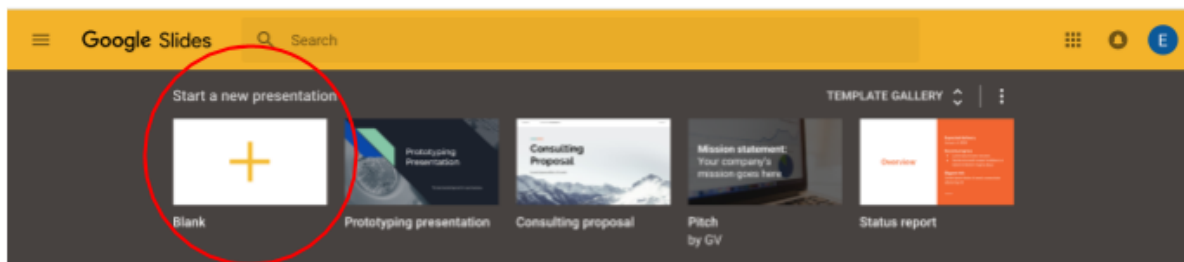 Google Slides
Search
E
Start a new presentation
TEMPLATE GALLERY
Prototyping
Presentation
Consulting
Proposal
Mission statement:
Your company's
mission goes here
Overview
Blank
Prototyping presentation
Consulting proposal
Pitch
by GV
Status report